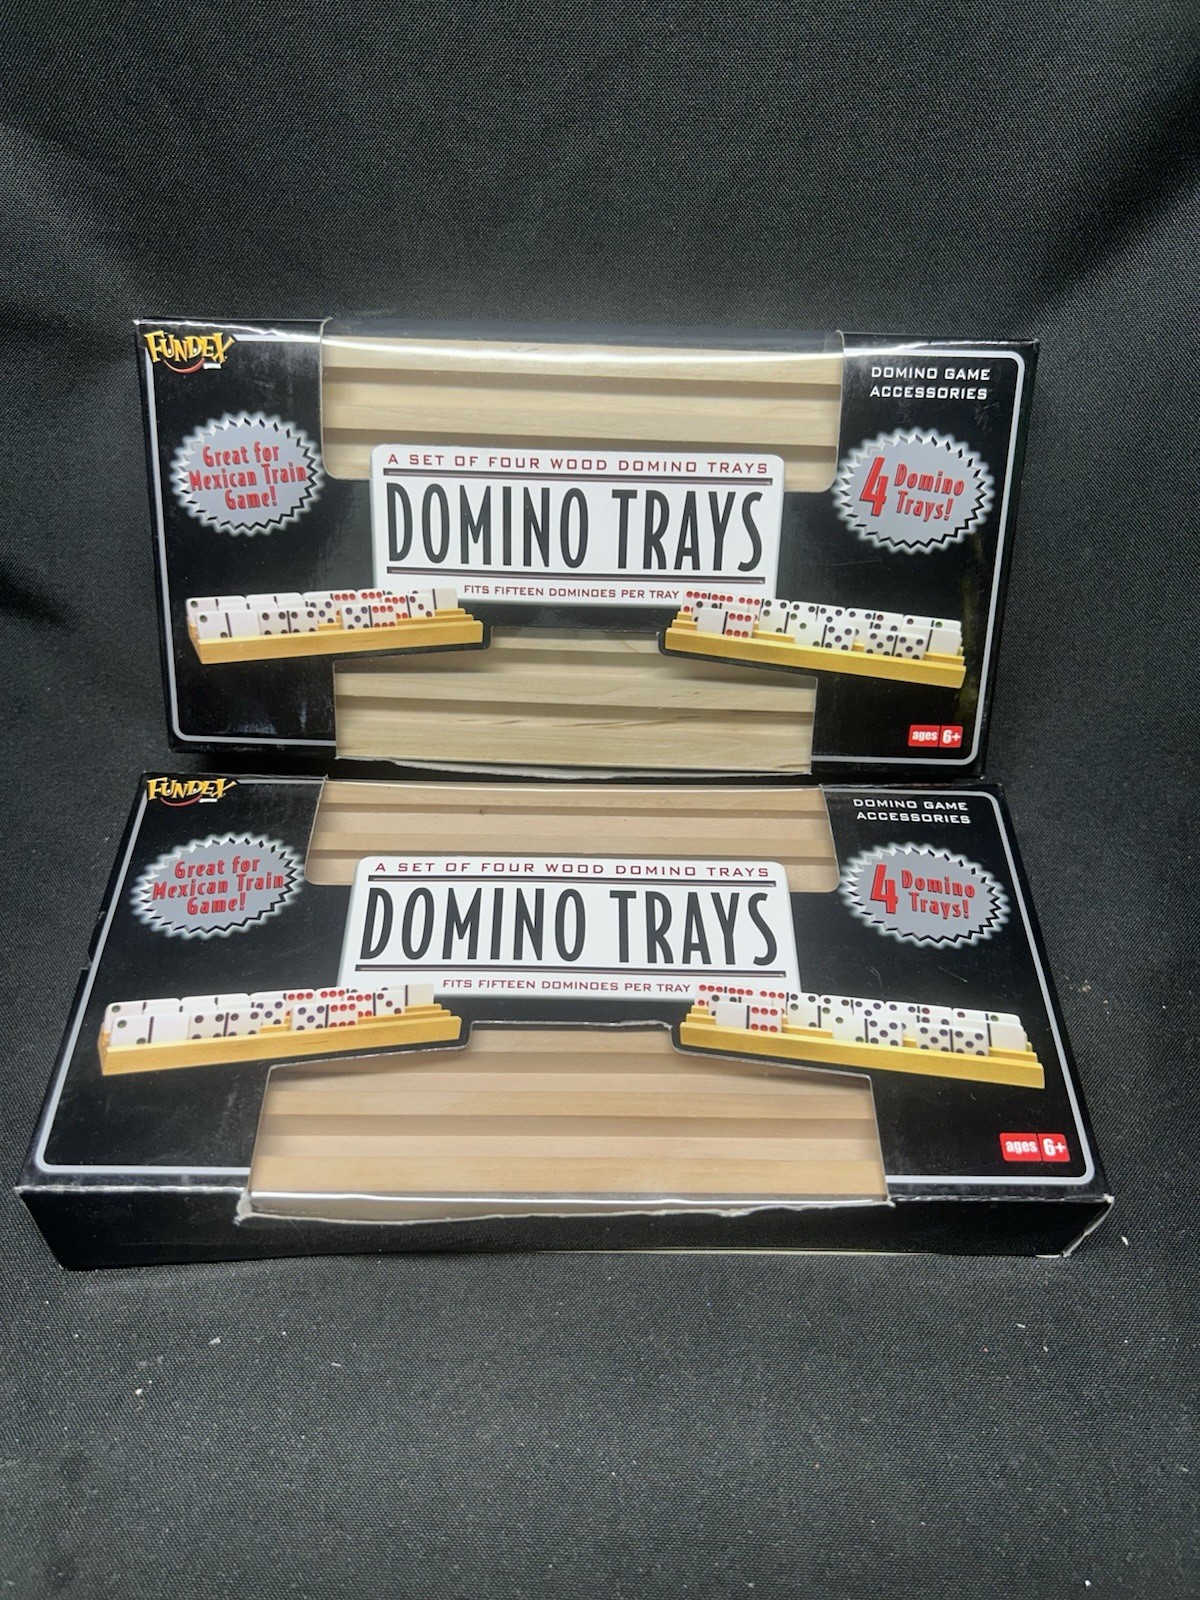 FUNDEX
games
DOMINO GAME
ACCESSORIES
Great for
Mexican Train
Game!
4 Domino
Trays!
A SET OF FOUR WOOD DOMINO TRAYS
DOMINO TRAYS
FITS FIFTEEN DOMINOES PER TRAY
ages 6+
FUNDEX
games
DOMINO GAME
ACCESSORIES
Great for
Mexican Train
Game!
4 Domino
Trays!
A SET OF FOUR WOOD DOMINO TRAYS
DOMINO TRAYS
FITS FIFTEEN DOMINOES PER TRAY
ages 6+